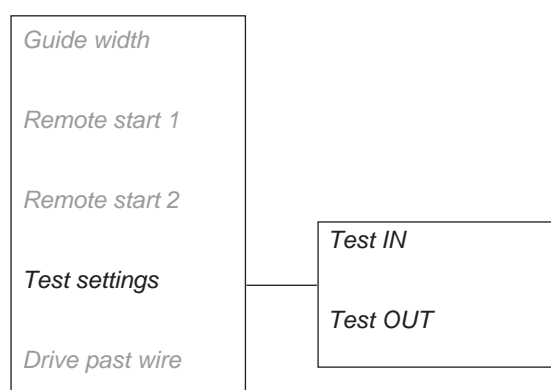 Guide width
Remote start 1
Remote start 2
Test settings
Drive past wire
Test IN
Test OUT